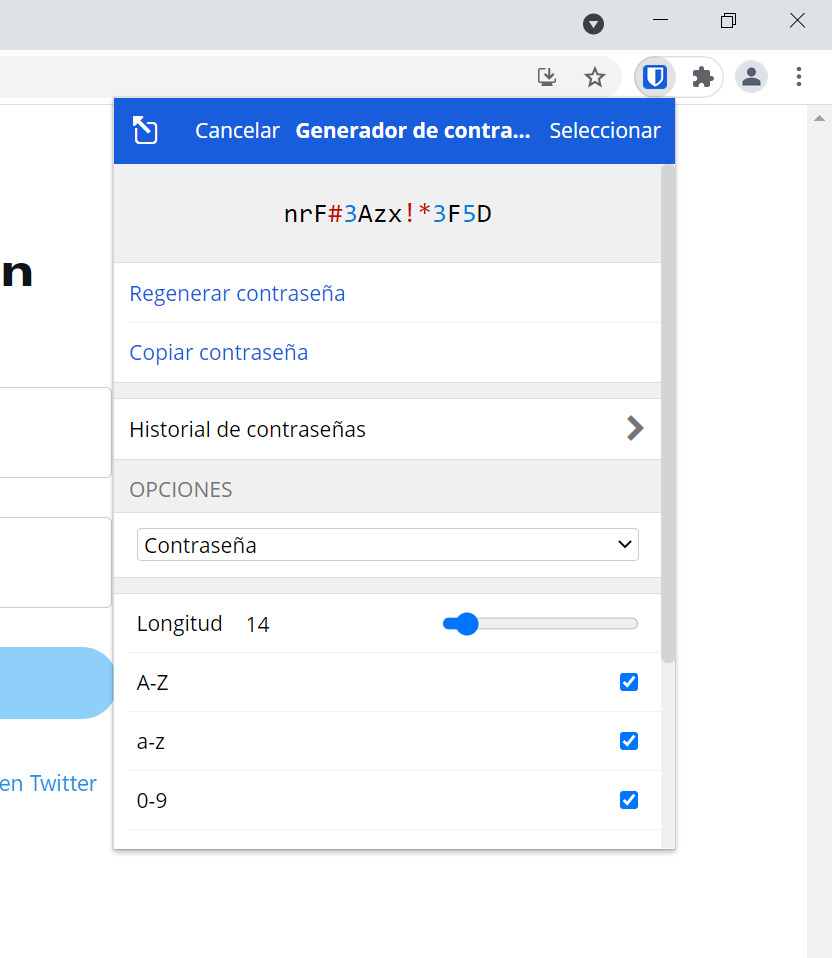 Cancelar Generador de contra... Seleccionar
nrF#3Azx!*3F5D
n
Regenerar contraseña
Copiar contraseña
Historial de contraseñas
OPCIONES
Contraseña
Longitud 14
A-Z
a-z
en Twitter
0-9